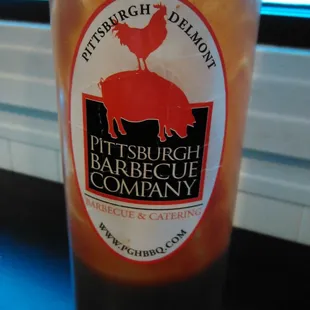 PITTSBURGH DELMONT
PITTSBURGH
BARBECUE
COMPANY
BARBECUE & CATERING
WWW.PGHBBQ.COM